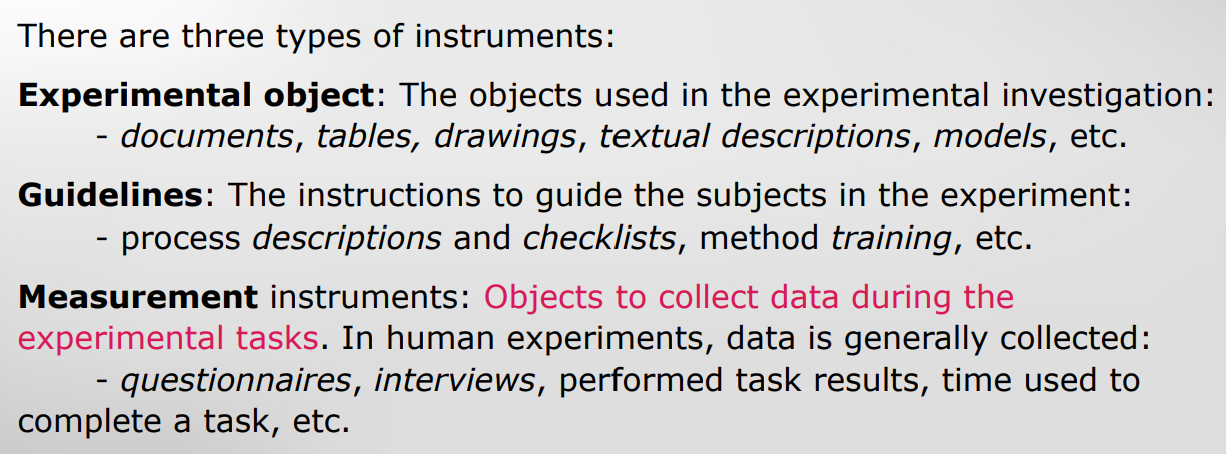 There are three types of instruments:
Experimental object: The objects used in the experimental investigation:
- documents, tables, drawings, textual descriptions, models, etc.
Guidelines: The instructions to guide the subjects in the experiment:
- process descriptions and checklists, method training, etc.
Measurement instruments: Objects to collect data during the
experimental tasks. In human experiments, data is generally collected:
- questionnaires, interviews, performed task results, time used to
complete a task, etc.